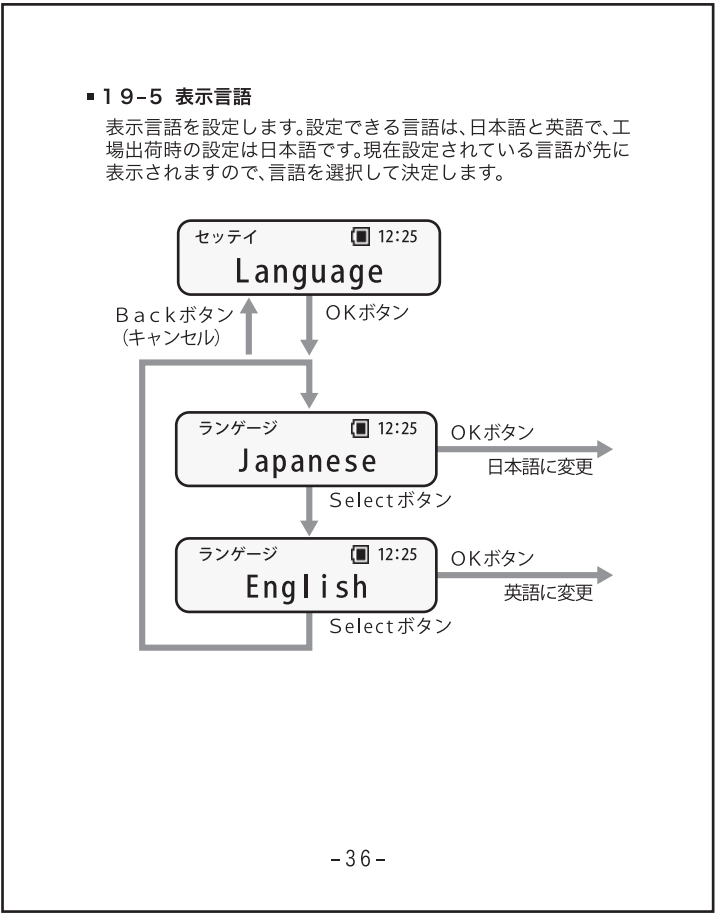 ▪１９−５ 表示言語
表示言語を設定します。設定できる言語は、日本語と英語で、工
場出荷時の設定は日本語です。現在設定されている言語が先に
表示されますので、言語を選択して決定します。
セッテイ 12:25
Language
Ｂａｃｋボタン
(キャンセル)
ＯＫボタン
ランゲージ 12:25
Japanese
ＯＫボタン
日本語に変更
Selectボタン
ランゲージ 12:25
English
ＯＫボタン
英語に変更
Selectボタン
−36−